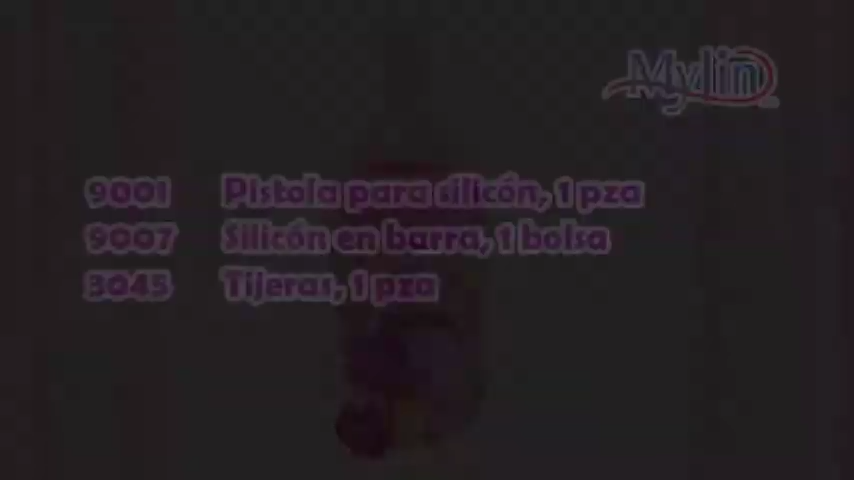 Mylin
9001 Pistola para silicón, 1 pza
9007 Silicón en barra, 1 bolsa
3045 Tijeras, 1 pza